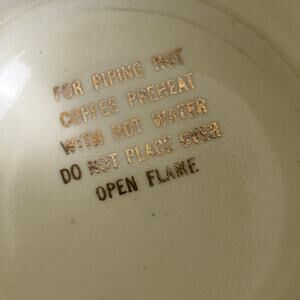 FOR PIPING HOT
COFFEE PREHEAT
WITH HOT WATER
DO NOT PLACE OVER
OPEN FLAME